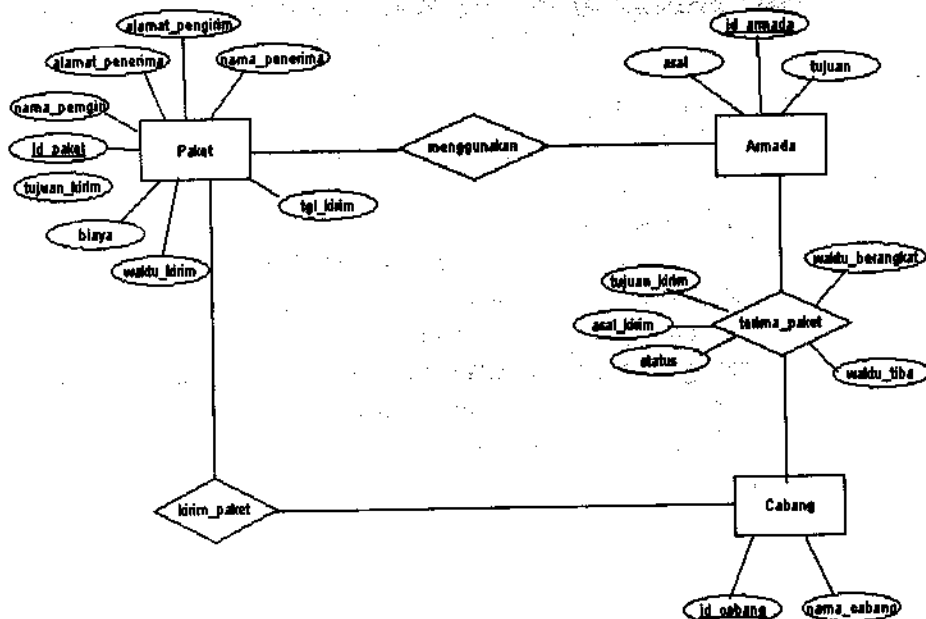 alamat_pengirim
alamat_penerima
nama_penerima
nama_pemgiri
id_paket
Paket
tujuan_kirim
biaya
waktu_kirim
tgl_kirim
menggunakan
id_armada
asal
tujuan
Armada
waktu_berangkat
tujuan_kirim
asal_kirim
terima_paket
status
waktu_tiba
kirim_paket
Cabang
id_cabang
nama_cabang